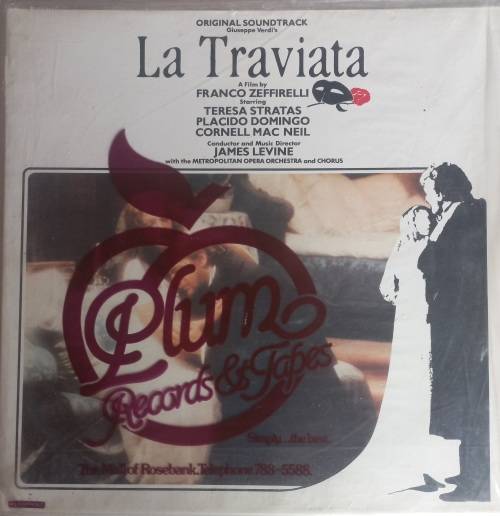 ORIGINAL SOUNDTRACK
Giuseppe Verdi's
La Traviata
A Film by
FRANCO ZEFFIRELLI
Starring
TERESA STRATAS
PLACIDO DOMINGO
CORNELL MAC NEIL
Conductor and Music Director
JAMES LEVINE
with the METROPOLITAN OPERA ORCHESTRA and CHORUS
Plum
Records & Tapes
Simply...the best.
The Mall of Rosebank. Telephone 788-5588.